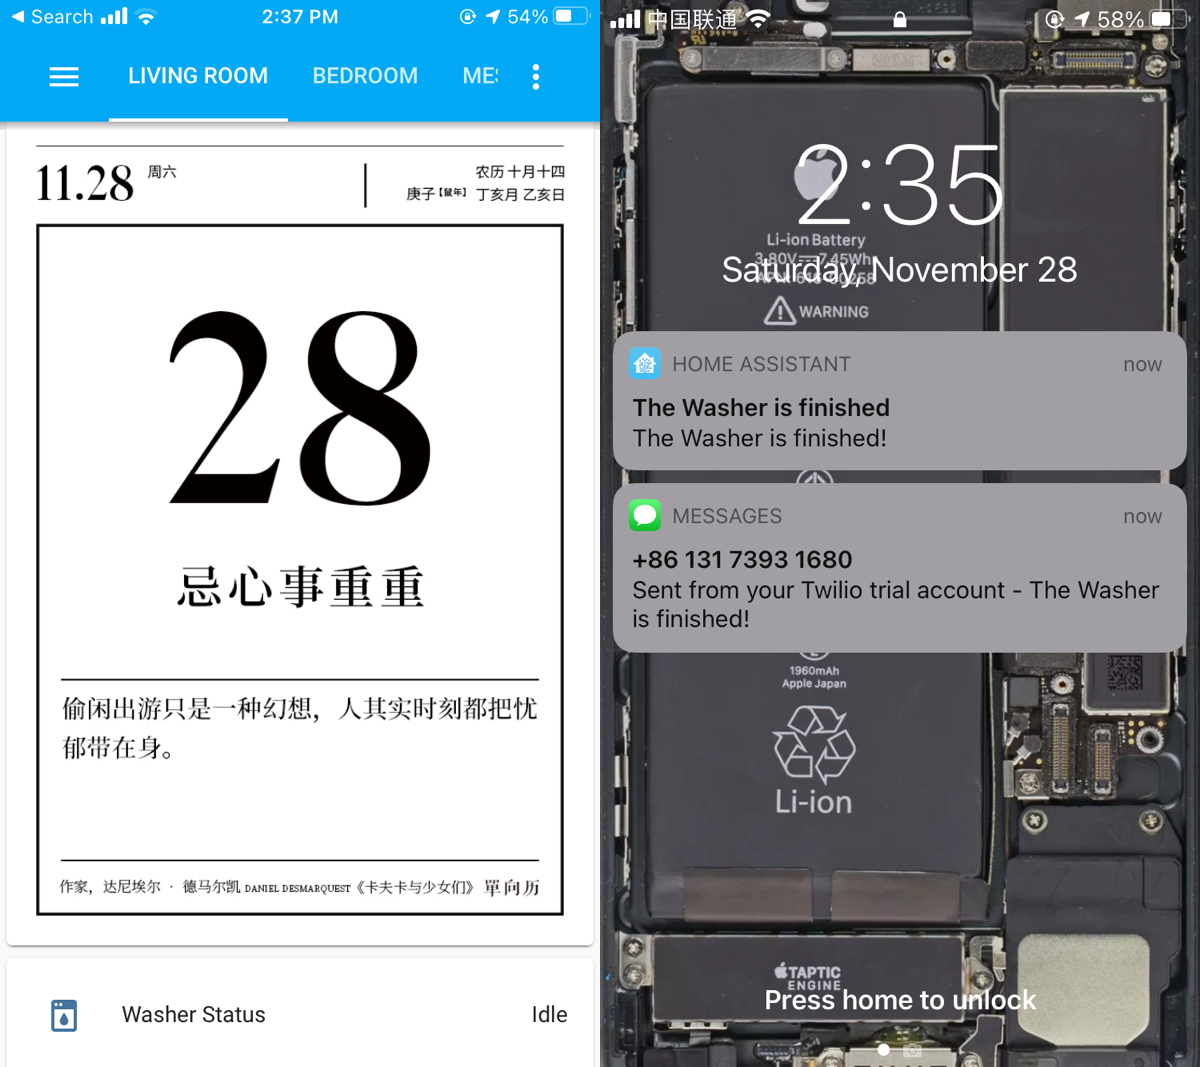 Search
2:37 PM
54%
LIVING ROOM
BEDROOM
ME
11.28
周六
农历 十月十四
庚子【鼠年】 丁亥月 乙亥日
28
忌心事重重
偷闲出游只是一种幻想，人其实时刻都把忧
郁带在身。
作家，达尼埃尔 · 德马尔凯 DANIEL DESMARQUEST《卡夫卡与少女们》 單向历
Washer Status
Idle
中国联通
58%
2:35
Li-ion Battery
3.80V 7.45Wh
Saturday, November 28
WARNING
HOME ASSISTANT
now
The Washer is finished
The Washer is finished!
MESSAGES
now
+86 131 7393 1680
Sent from your Twilio trial account - The Washer
is finished!
1960mAh
Apple Japan
Li-ion
TAPTIC
ENGINE
Press home to unlock